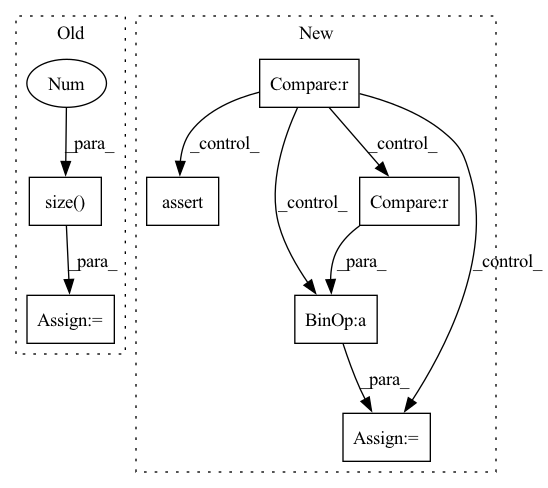 Old
New
Num
Compare:r
_para_
_control_
_control_
size()
assert
_control_
Compare:r
_control_
_para_
_para_
Assign:=
BinOp:a
_para_
Assign:=